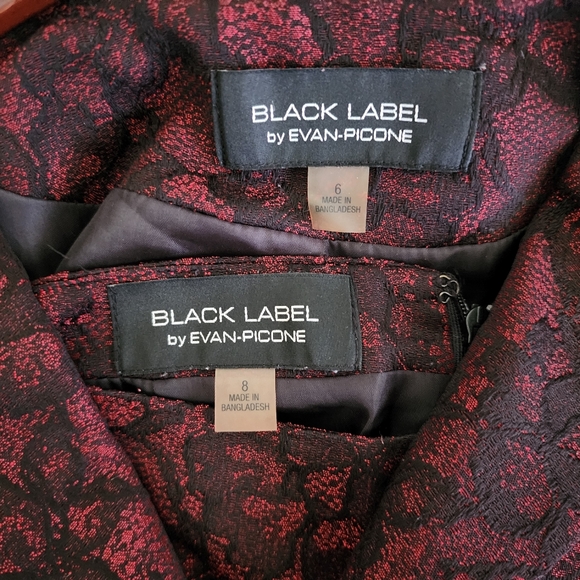 BLACK LABEL
by EVAN-PICONE
6
MADE IN
BANGLADESH
BLACK LABEL
by EVAN-PICONE
8
MADE IN
BANGLADESH